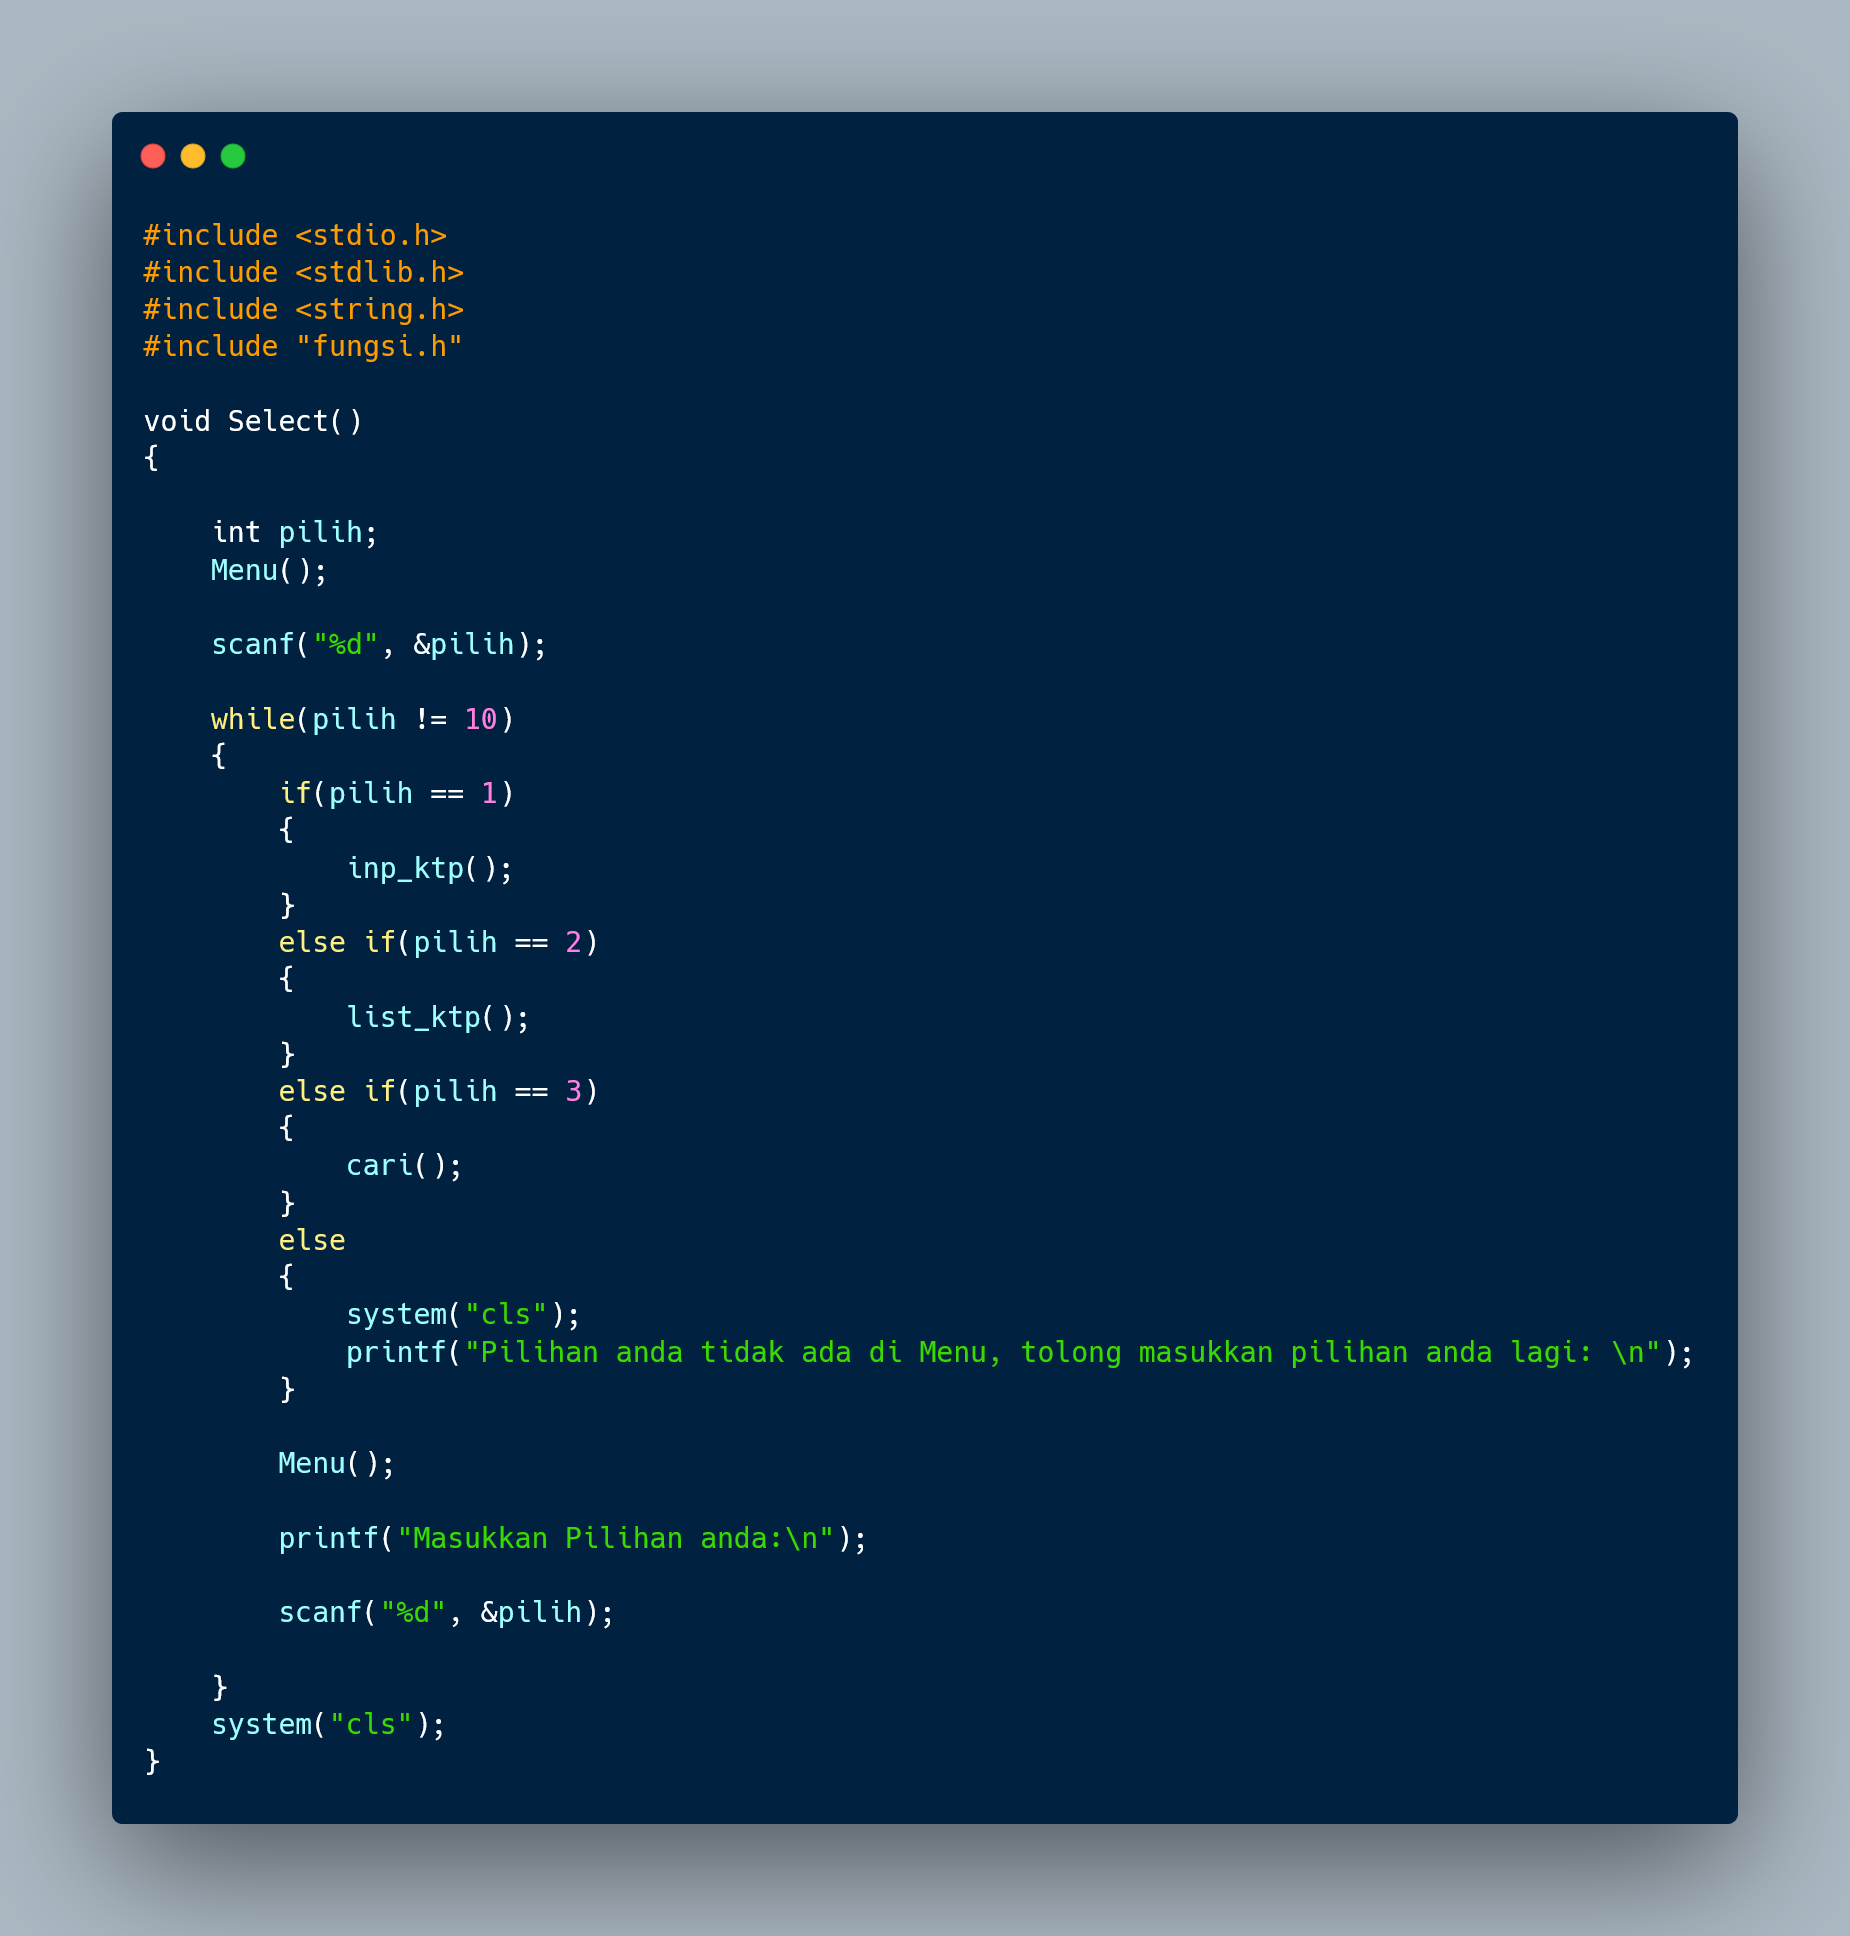 #include <stdio.h>
#include <stdlib.h>
#include <string.h>
#include "fungsi.h"

void Select()
{

    int pilih;
    Menu();

    scanf("%d", &pilih);

    while(pilih != 10)
    {
        if(pilih == 1)
        {
            inp_ktp();
        }
        else if(pilih == 2)
        {
            list_ktp();
        }
        else if(pilih == 3)
        {
            cari();
        }
        else
        {
            system("cls");
            printf("Pilihan anda tidak ada di Menu, tolong masukkan pilihan anda lagi: \n");
        }

        Menu();

        printf("Masukkan Pilihan anda:\n");

        scanf("%d", &pilih);

    }
    system("cls");
}